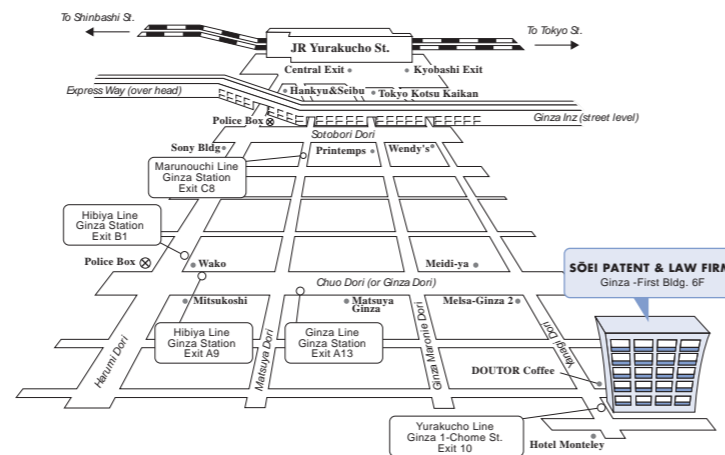 To Shinbashi St.
To Tokyo St.
JR Yurakucho St.
Central Exit
Kyobashi Exit
Express Way (over head)
Hankyu&Seibu
Tokyo Kotsu Kaikan
Police Box
Ginza Inz (street level)
Sotobori Dori
Sony Bldg
Printemps
Wendy's
Marunouchi Line
Ginza Station
Exit C8
Hibiya Line
Ginza Station
Exit B1
Police Box
Wako
Meidi-ya
SŌEI PATENT & LAW FIRM
Ginza -First Bldg. 6F
Chuo Dori (or Ginza Dori)
Mitsukoshi
Matsuya
Ginza
Melsa-Ginza 2
Hibiya Line
Ginza Station
Exit A9
Ginza Line
Ginza Station
Exit A13
Harumi Dori
Matsuya Dori
Ginza Maronie Dori
Yanagi Dori
DOUTOR Coffee
Yurakucho Line
Ginza 1-Chome St.
Exit 10
Hotel Monteley